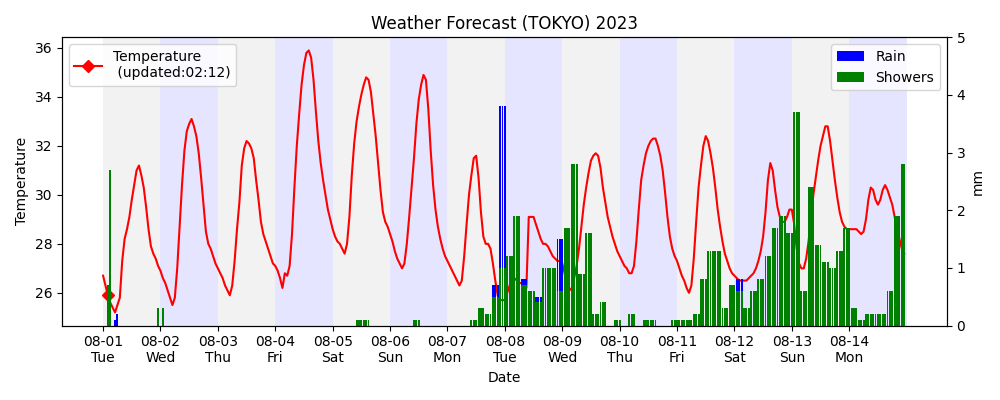 Weather Forecast (TOKYO) 2023
Temperature
(updated:02:12)
Rain
Showers
Temperature
36
34
32
30
28
26
5
4
3
2
1
0
mm
08-01 08-02 08-03 08-04 08-05 08-06 08-07 08-08 08-09 08-10 08-11 08-12 08-13 08-14
Tue Wed Thu Fri Sat Sun Mon Tue Wed Thu Fri Sat Sun Mon
Date